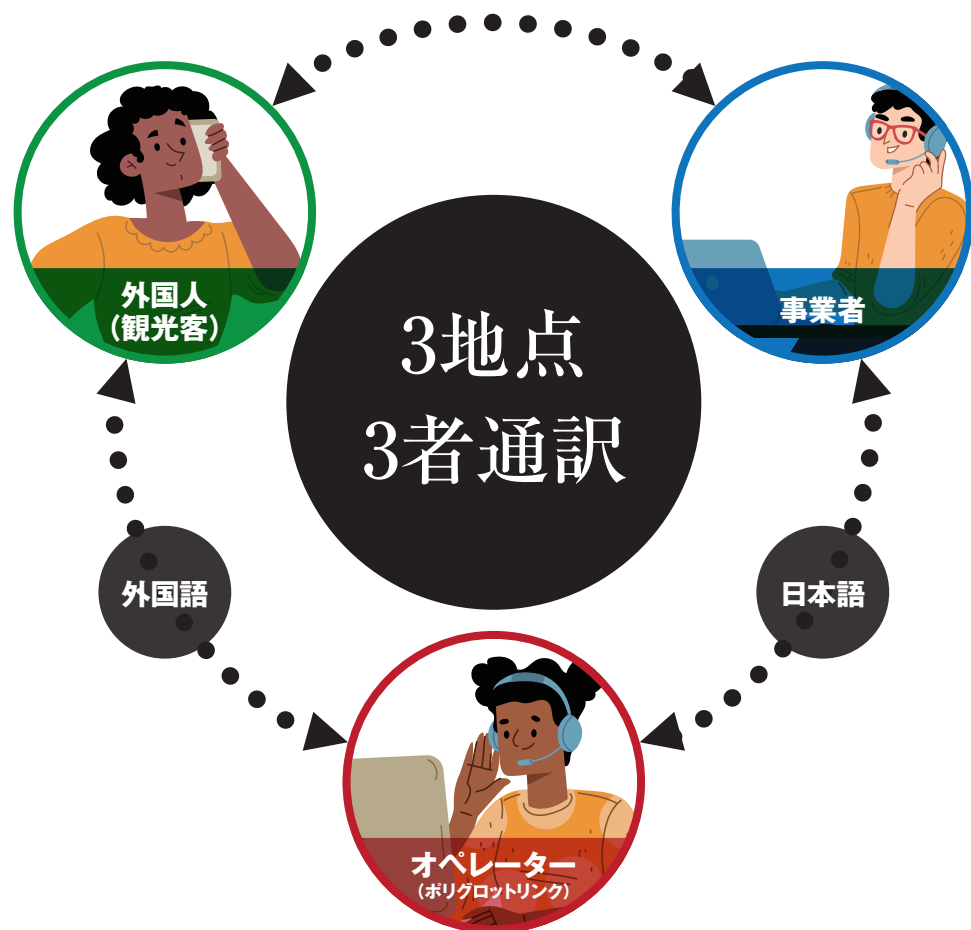 外国人
（観光客）
事業者
3地点
3者通訳
外国語
日本語
オペレーター
（ポリグロットリンク）